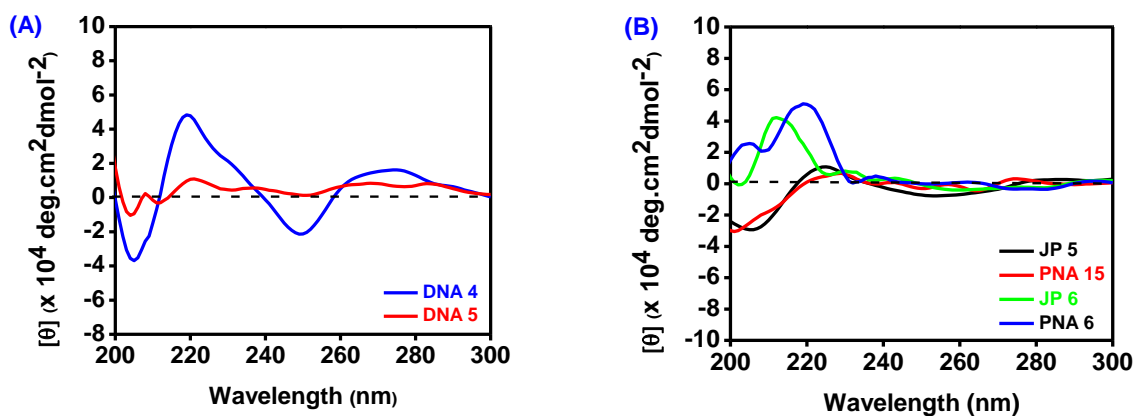 (A)
[θ] (x 10⁴ deg.cm²dmol⁻²)
10
8
6
4
2
0
-2
-4
-6
-8
200 220 240 260 280 300
Wavelength (nm)
DNA 4
DNA 5
(B)
[θ] (x 10⁴ deg.cm²dmol⁻²)
10
8
6
4
2
0
-2
-4
-6
-8
-10
200 220 240 260 280 300
Wavelength (nm)
JP 5
PNA 15
JP 6
PNA 6